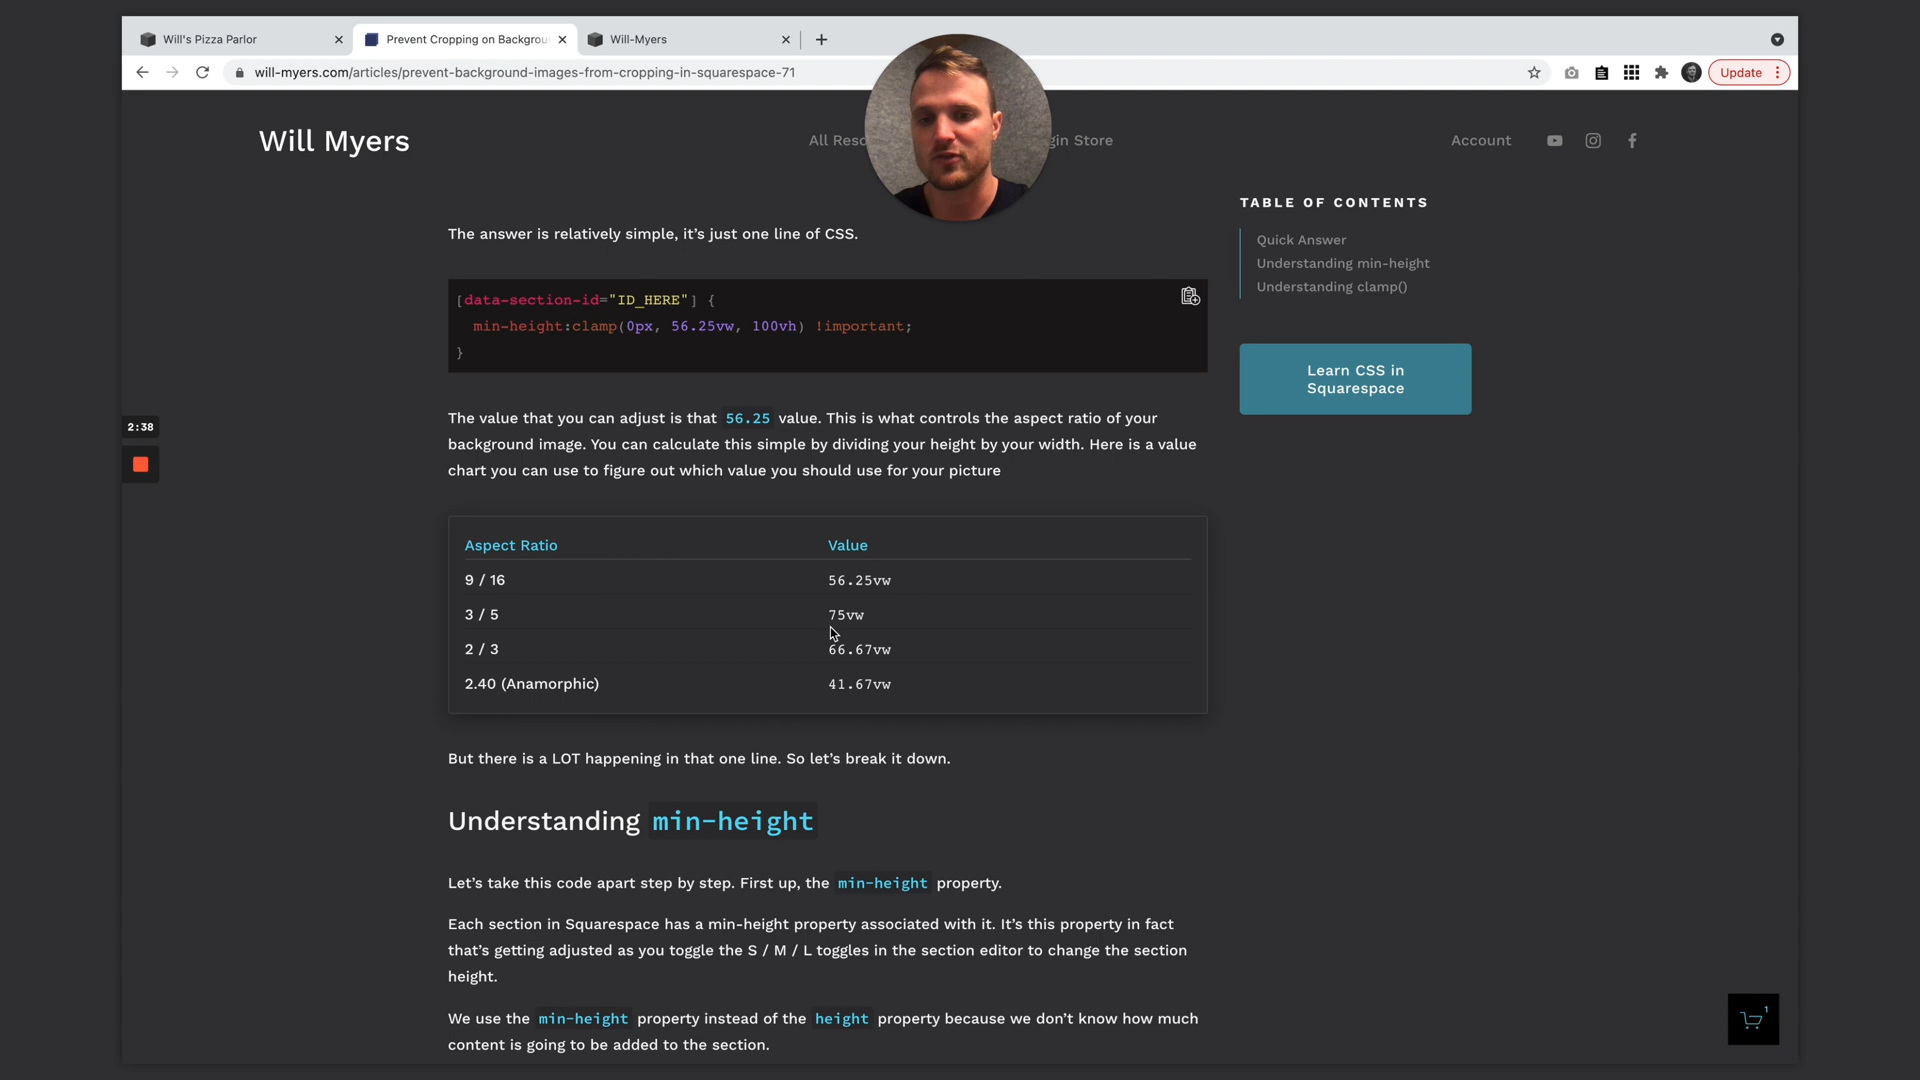 Will's Pizza Parlor
Prevent Cropping on Backgrou
Will-Myers
will-myers.com/articles/prevent-background-images-from-cropping-in-squarespace-71
Update
Will Myers
All Reso
gin Store
Account
The answer is relatively simple, it's just one line of CSS.
[data-section-id="ID_HERE"] {
min-height:clamp(0px, 56.25vw, 100vh) !important;
}
The value that you can adjust is that 56.25 value. This is what controls the aspect ratio of your
background image. You can calculate this simple by dividing your height by your width. Here is a value
chart you can use to figure out which value you should use for your picture
Aspect Ratio Value
9 / 16 56.25vw
3 / 5 75vw
2 / 3 66.67vw
2.40 (Anamorphic) 41.67vw
But there is a LOT happening in that one line. So let's break it down.
Understanding min-height
Let's take this code apart step by step. First up, the min-height property.
Each section in Squarespace has a min-height property associated with it. It's this property in fact
that's getting adjusted as you toggle the S / M / L toggles in the section editor to change the section
height.
We use the min-height property instead of the height property because we don't know how much
content is going to be added to the section.
TABLE OF CONTENTS
Quick Answer
Understanding min-height
Understanding clamp()
Learn CSS in
Squarespace
2:38
1